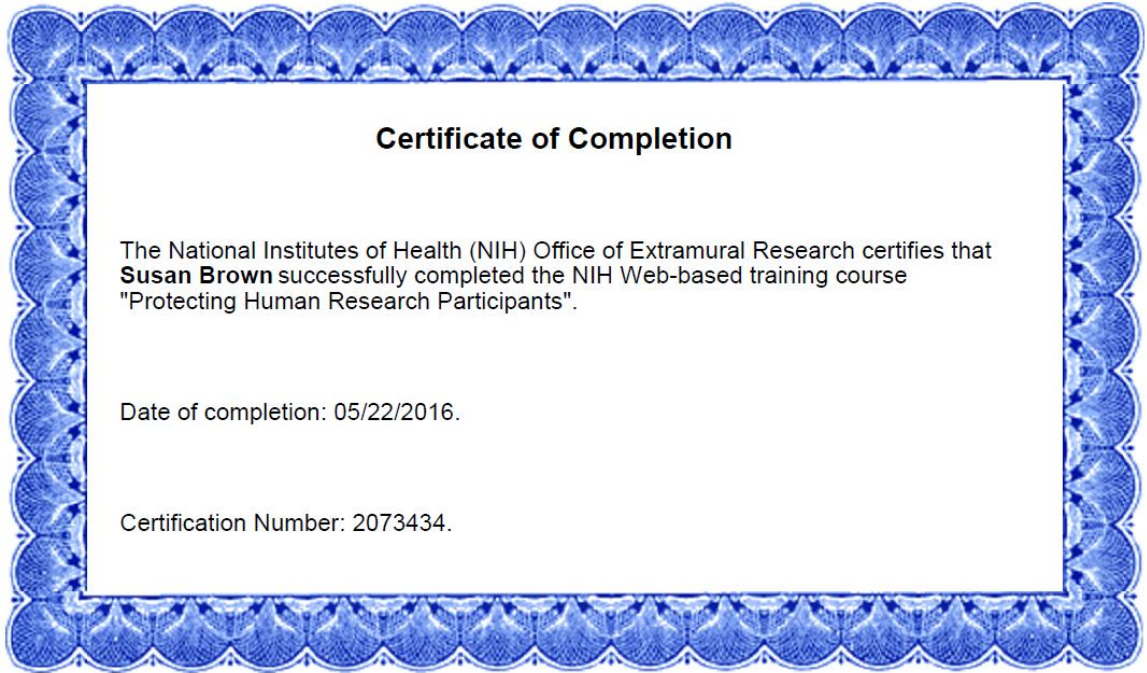 Certificate of Completion
The National Institutes of Health (NIH) Office of Extramural Research certifies that
Susan Brown successfully completed the NIH Web-based training course
"Protecting Human Research Participants".
Date of completion: 05/22/2016.
Certification Number: 2073434.